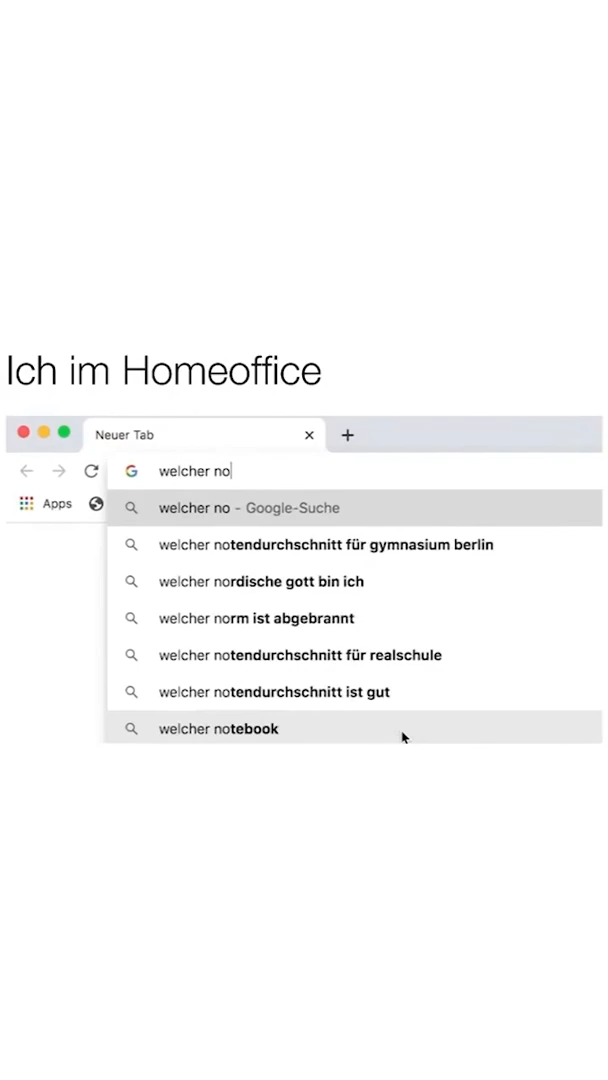 Ich im Homeoffice
Neuer Tab
welcher no
Apps
welcher no - Google-Suche
welcher notendurchschnitt für gymnasium berlin
welcher nordische gott bin ich
welcher norm ist abgebrannt
welcher notendurchschnitt für realschule
welcher notendurchschnitt ist gut
welcher notebook